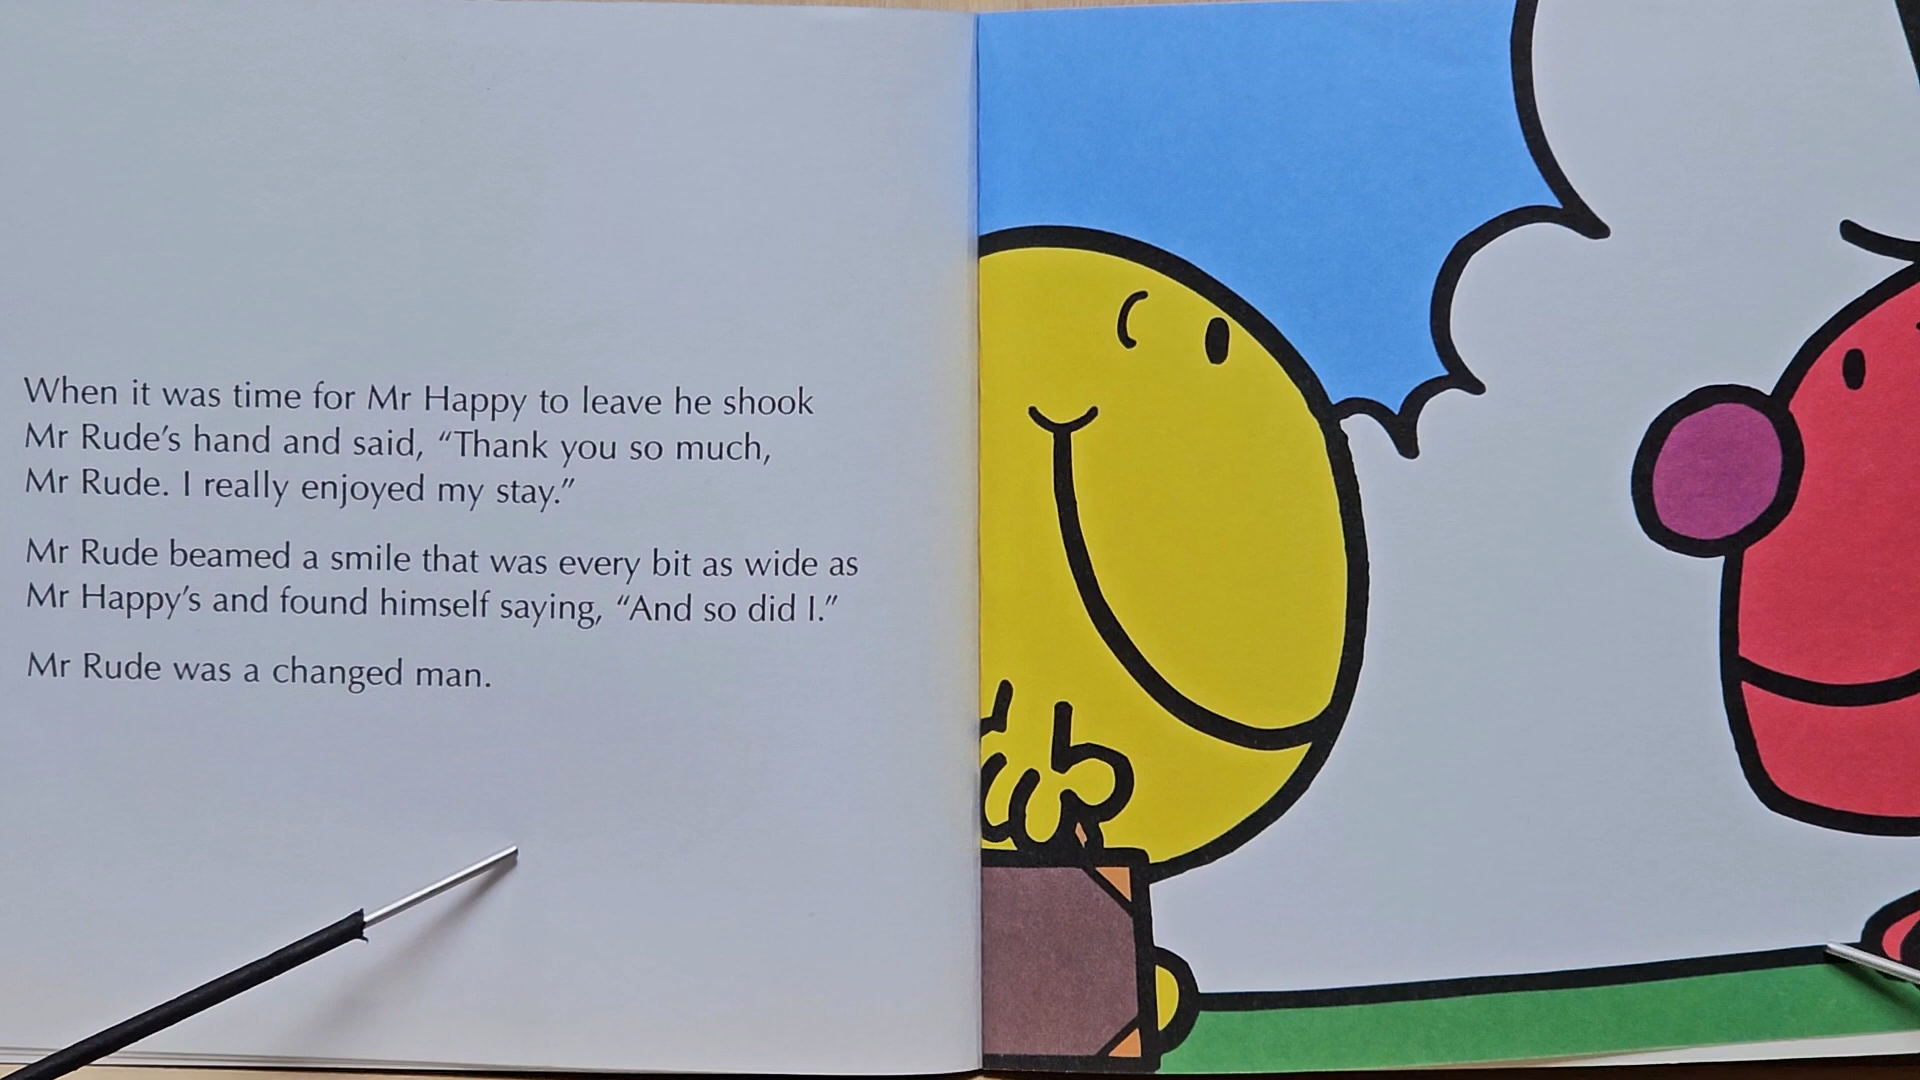 When it was time for Mr Happy to leave he shook
Mr Rude’s hand and said, “Thank you so much,
Mr Rude. I really enjoyed my stay.”
Mr Rude beamed a smile that was every bit as wide as
Mr Happy’s and found himself saying, “And so did I.”
Mr Rude was a changed man.